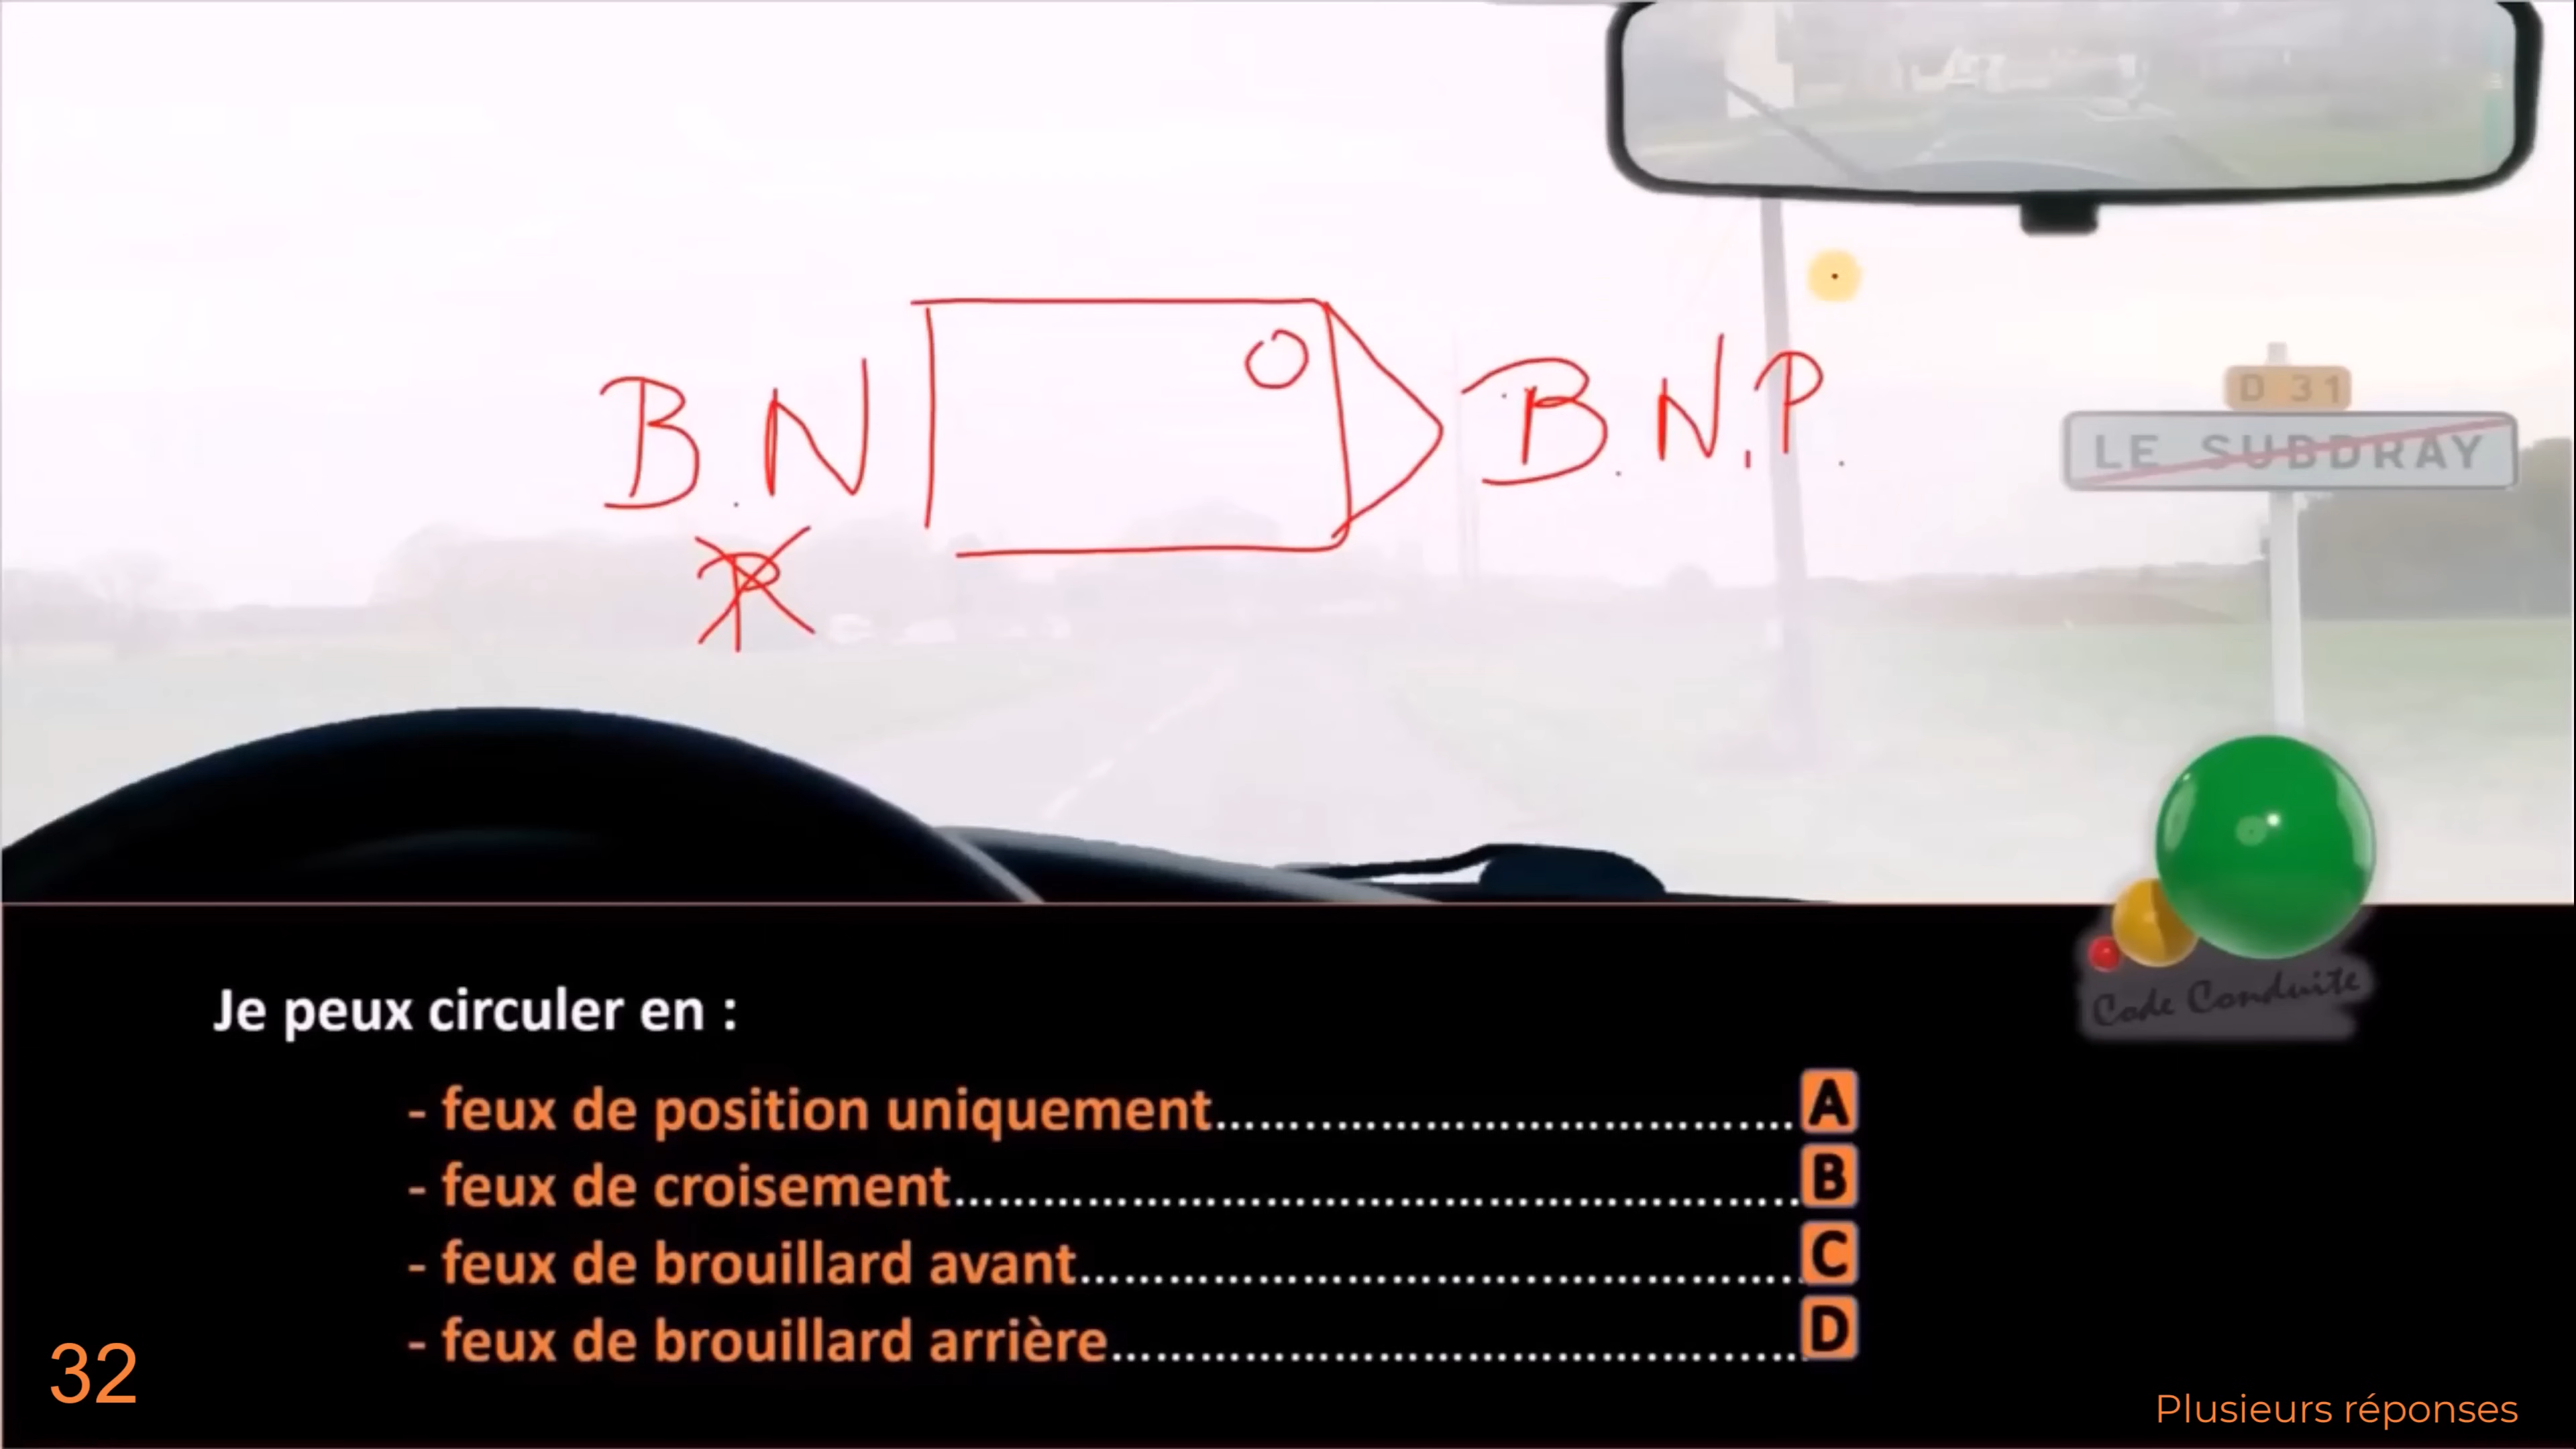 D 31
LE SUBDRAY
B.N
B.N.P.
P
Code Conduite
Je peux circuler en :
- feux de position uniquement.......................................... A
- feux de croisement.......................................................... B
- feux de brouillard avant.................................................. C
- feux de brouillard arrière................................................ D
32
Plusieurs réponses